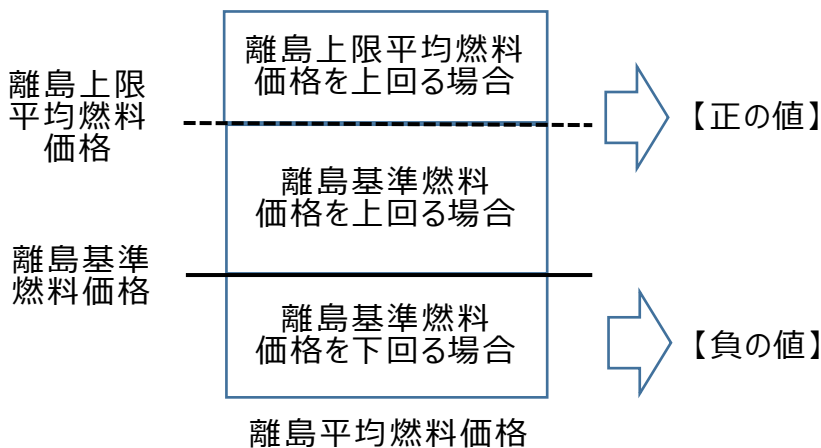 離島上限平均燃料
価格を上回る場合
離島上限
平均燃料
価格
【正の値】
離島基準燃料
価格を上回る場合
離島基準
燃料価格
離島基準燃料
価格を下回る場合
【負の値】
離島平均燃料価格